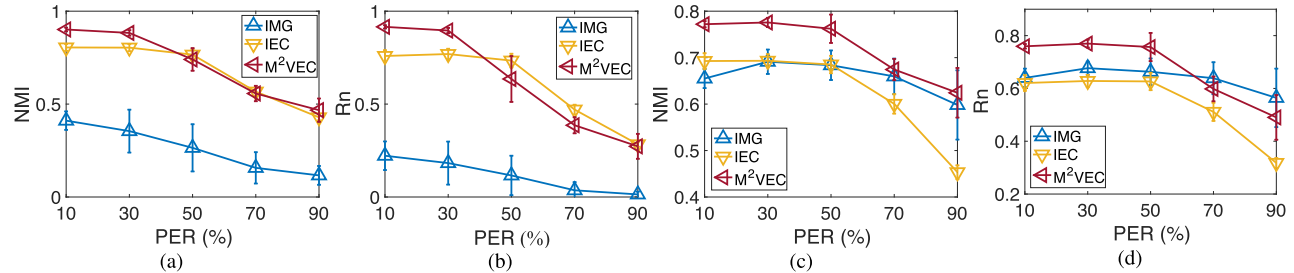 NMI
1
0.5
0
IMG
IEC
M²VEC
10 30 50 70 90
PER (%)
(a)
Rn
1
0.5
0
IMG
IEC
M²VEC
10 30 50 70 90
PER (%)
(b)
NMI
0.8
0.7
0.6
0.5
0.4
IMG
IEC
M²VEC
10 30 50 70 90
PER (%)
(c)
Rn
0.8
0.6
0.4
0.2
IMG
IEC
M²VEC
10 30 50 70 90
PER (%)
(d)